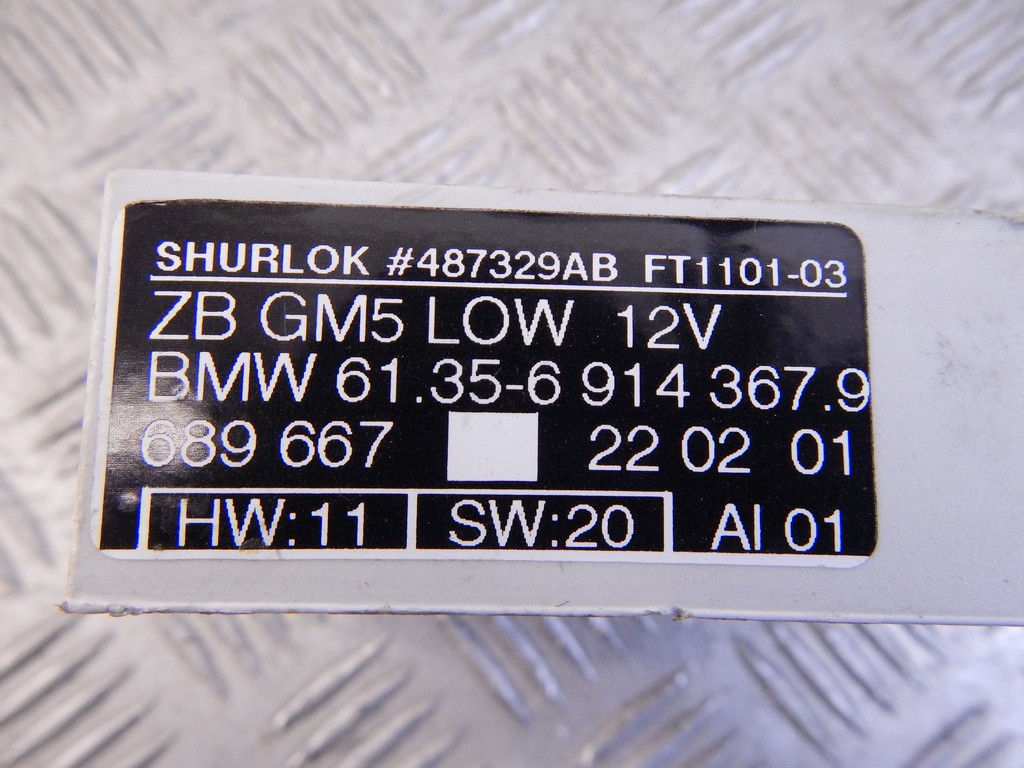 SHURLOK #487329AB FT1101-03
ZB GM5 LOW 12V
BMW 61.35-6 914 367.9
689 667 22 02 01
HW:11 SW:20 AI 01